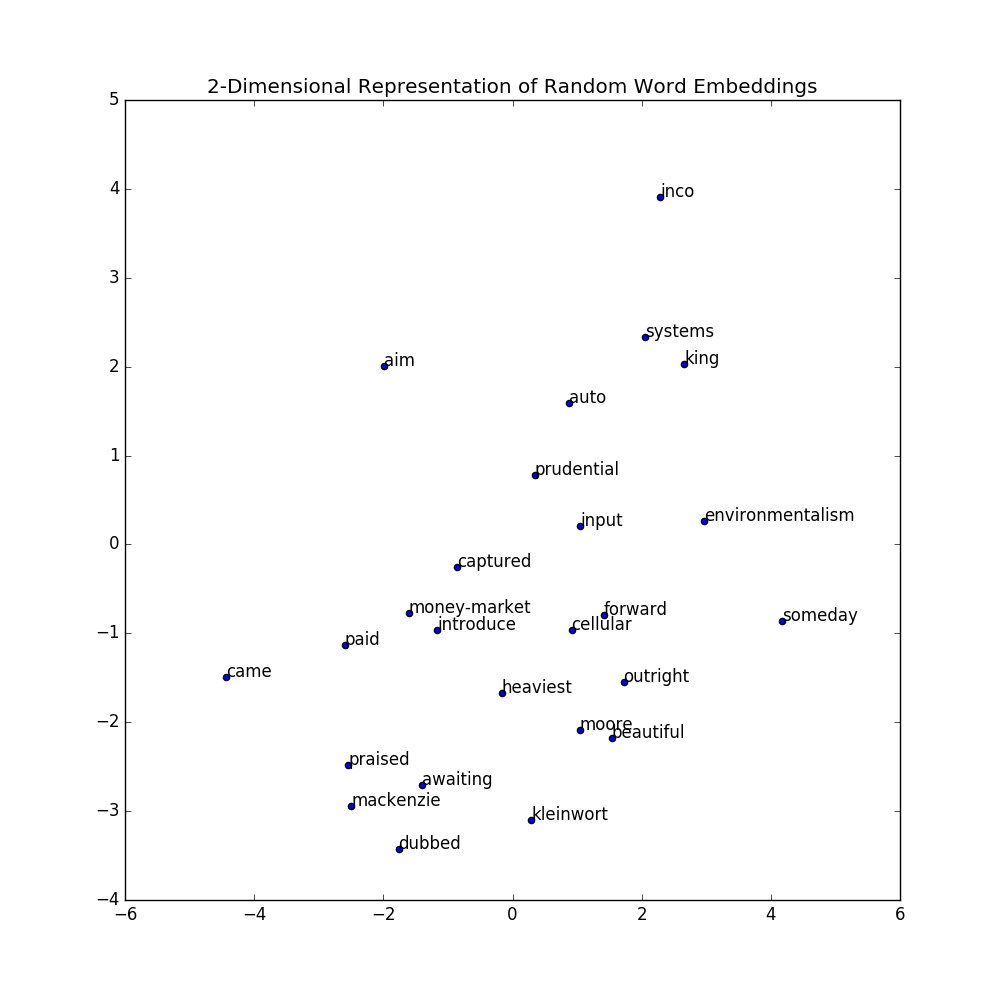 2-Dimensional Representation of Random Word Embeddings
5
inco
4
3
systems
king
aim
2
auto
prudential
1
input
environmentalism
0
captured
money-market
forward
someday
introduce
cellular
−1
paid
came
outright
heaviest
moore
beautiful
−2
praised
awaiting
mackenzie
−3
kleinwort
dubbed
−4
−6
−4
−2
0
2
4
6